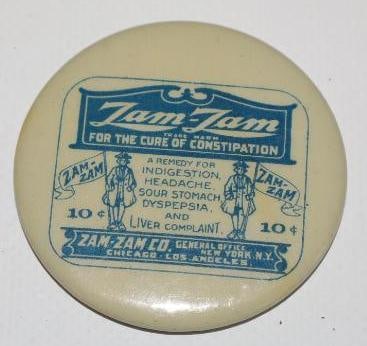 Zam-Zam
TRADE MARK
FOR THE CURE OF CONSTIPATION
A REMEDY FOR
INDIGESTION,
HEADACHE,
SOUR STOMACH,
DYSPEPSIA,
AND
LIVER COMPLAINT.
ZAM-ZAM
10¢
ZAM-ZAM
10¢
ZAM-ZAM CO. GENERAL OFFICE NEW YORK N.Y.
CHICAGO - LOS-ANGELES.